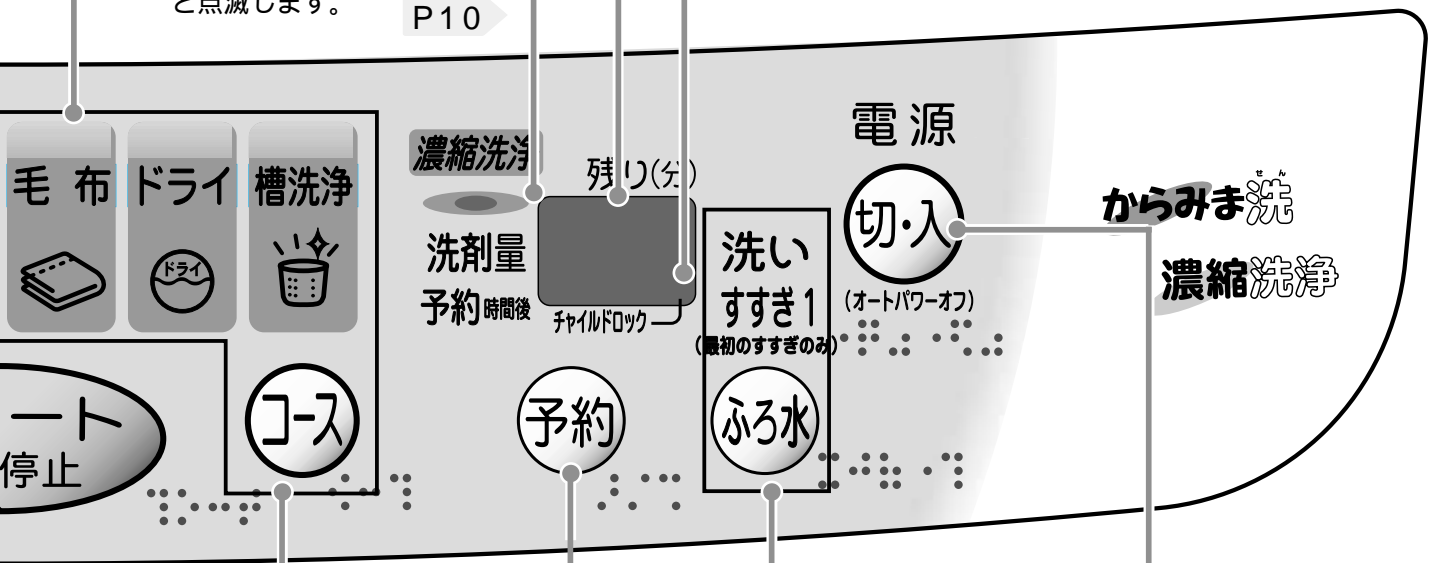 と点滅します。
P10
毛布
ドライ
槽洗浄
ドライ
コース
ート
停止
濃縮洗浄
残り(分)
洗剤量
予約時間後
チャイルドロック
予約
洗い
すすぎ1
(最初のすすぎのみ)
ふろ水
電源
切・入
(オートパワーオフ)
せん
からみま洗
濃縮洗浄